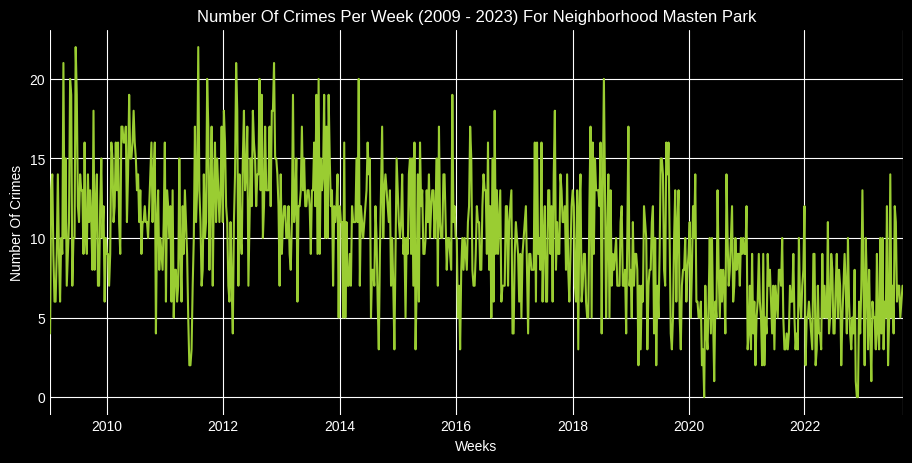 Number Of Crimes Per Week (2009 - 2023) For Neighborhood Masten Park
Number Of Crimes
20
15
10
5
0
2010 2012 2014 2016 2018 2020 2022
Weeks